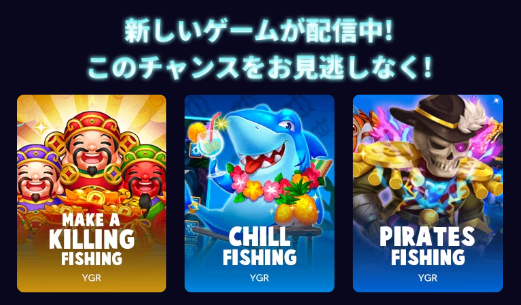 新しいゲームが配信中!
このチャンスをお見逃しなく!
MAKE A
KILLING
FISHING
YGR
CHILL
FISHING
YGR
PIRATES
FISHING
YGR